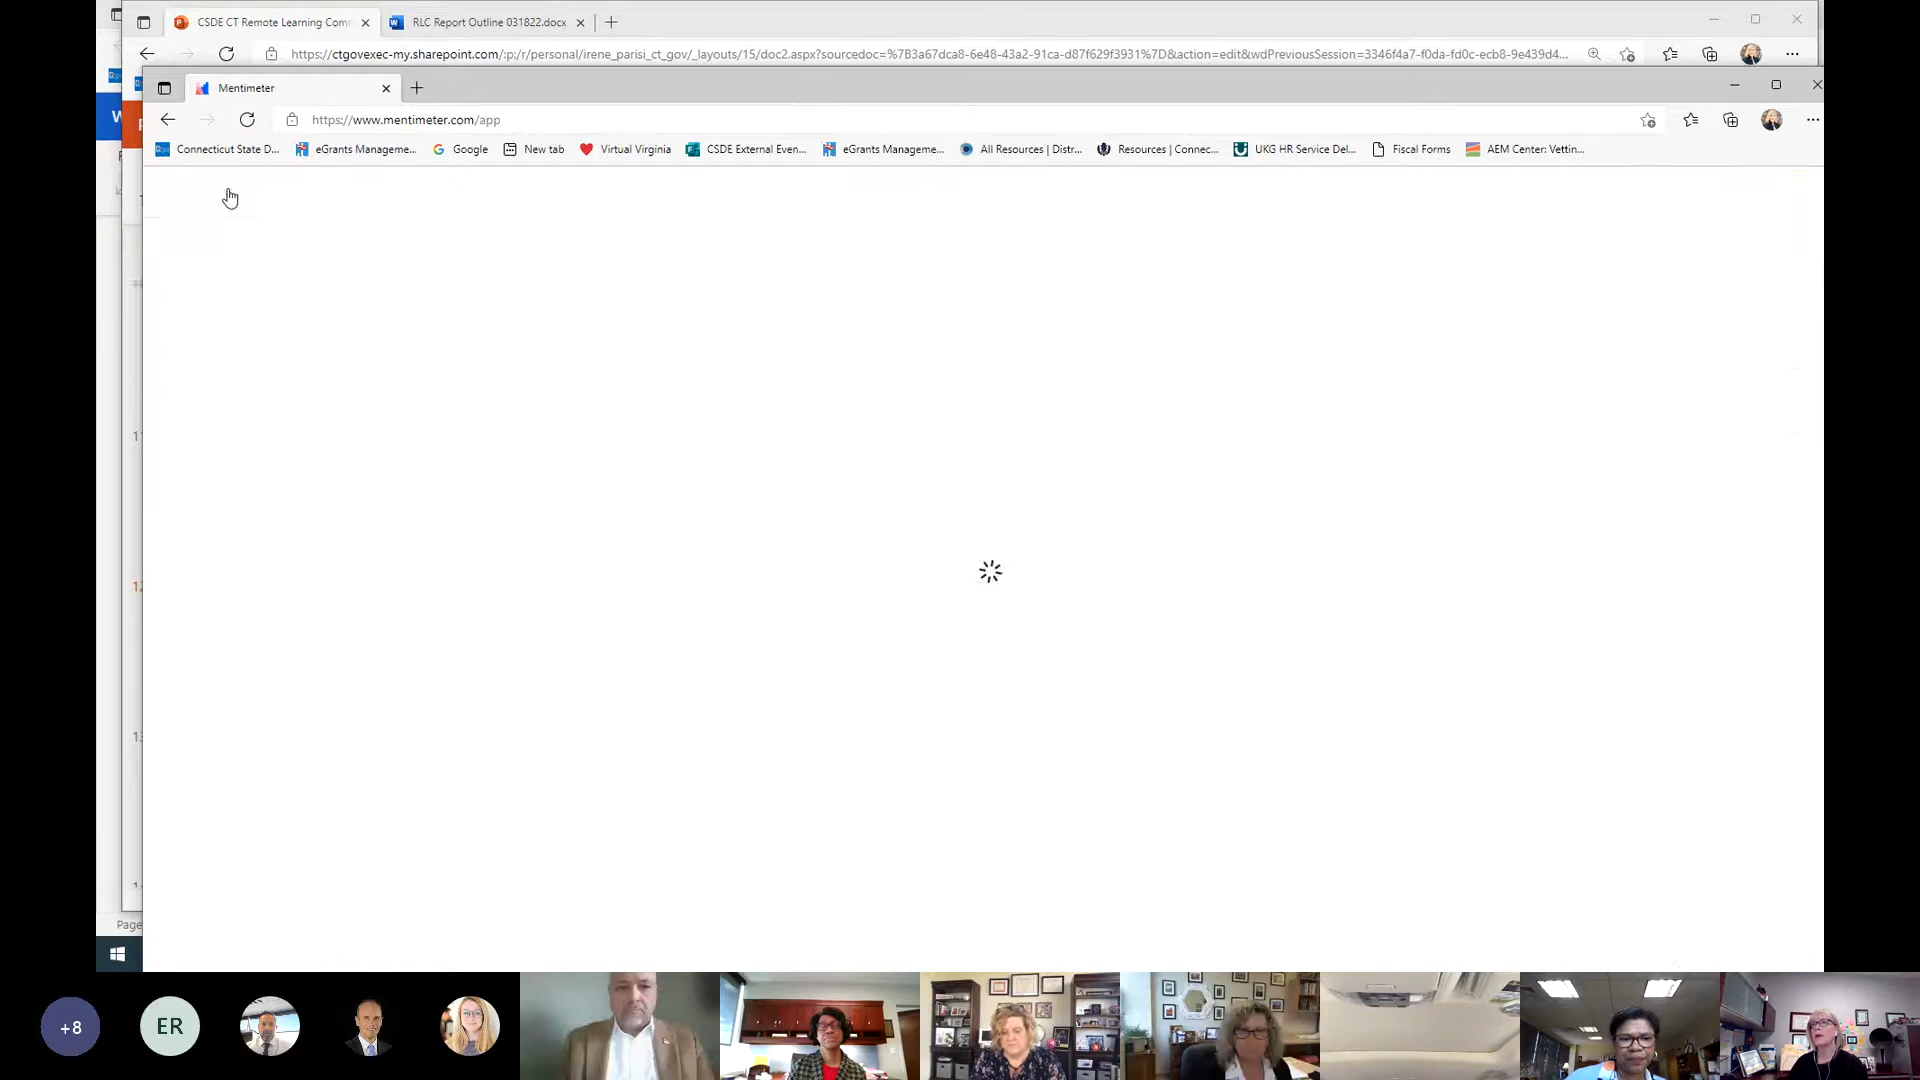 CSDE CT Remote Learning Com
RLC Report Outline 031822.docx
https://ctgovexec-my.sharepoint.com/:p:/r/personal/irene_parisi_ct_gov/_layouts/15/doc2.aspx?sourcedoc=%7B3a67dca8-6e48-43a2-91ca-d87f629f3931%7D&action=edit&wdPreviousSession=3346f4a7-f0da-fd0c-ecb8-9e439d4...
Mentimeter
https://www.mentimeter.com/app
Connecticut State D... eGrants Manageme... Google New tab Virtual Virginia CSDE External Even... eGrants Manageme... All Resources | Distr... Resources | Connec... UKG HR Service Del... Fiscal Forms AEM Center: Vettin...
Page
+8
ER